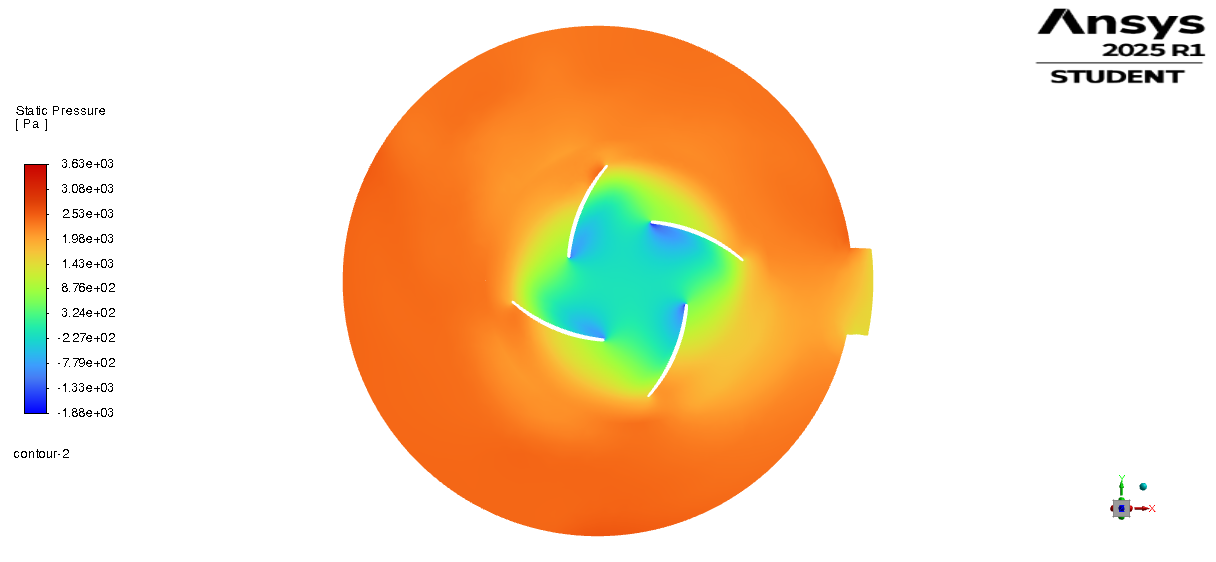 Ansys
2025 R1
STUDENT
Static Pressure
[ Pa ]
3.63e+03
3.08e+03
2.53e+03
1.98e+03
1.43e+03
8.76e+02
3.24e+02
-2.27e+02
-7.79e+02
-1.33e+03
-1.88e+03
contour-2
Y
X